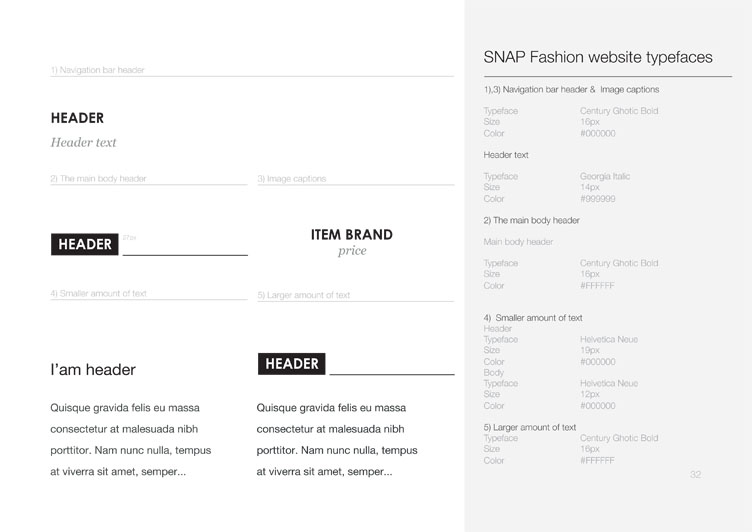 1) Navigation bar header
HEADER
Header text
2) The main body header
3) Image captions
HEADER
ITEM BRAND
price
4) Smaller amount of text
5) Larger amount of text
I'am header
Quisque gravida felis eu massa
consectetur at malesuada nibh
porttitor. Nam nunc nulla, tempus
at viverra sit amet, semper...
HEADER
Quisque gravida felis eu massa
consectetur at malesuada nibh
porttitor. Nam nunc nulla, tempus
at viverra sit amet, semper...
SNAP Fashion website typefaces
1),3) Navigation bar header & Image captions
Typeface Century Ghotic Bold
Size 16px
Color #000000
Header text
Typeface Georgia Italic
Size 14px
Color #999999
2) The main body header
Main body header
Typeface Century Ghotic Bold
Size 16px
Color #FFFFFF
4) Smaller amount of text
Header
Typeface Helvetica Neue
Size 19px
Color #000000
Body
Typeface Helvetica Neue
Size 12px
Color #000000
5) Larger amount of text
Typeface Century Ghotic Bold
Size 16px
Color #FFFFFF
32